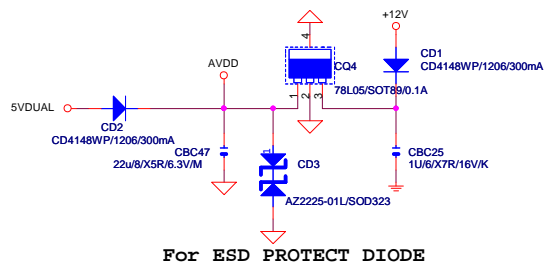 +12V
4
CD1
CD4148WP/1206/300mA
AVDD
CQ4
78L05/SOT89/0.1A
1
2
3
5VDUAL
CD2
CD4148WP/1206/300mA
CBC47
22u/8/X5R/6.3V/M
1
CD3
AZ2225-01L/SOD323
CBC25
1U/6/X7R/16V/K
For ESD PROTECT DIODE